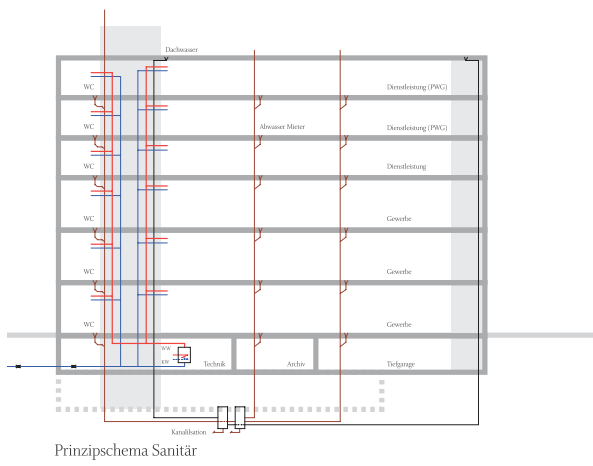 Dachwasser
WC Dienstleistung (PWG)
WC Abwasser Mieter Dienstleistung (PWG)
WC Dienstleistung
WC Gewerbe
WC Gewerbe
WC Gewerbe
WW
KW Technik Archiv Tiefgarage
Kanalilsation
Prinzipschema Sanitär